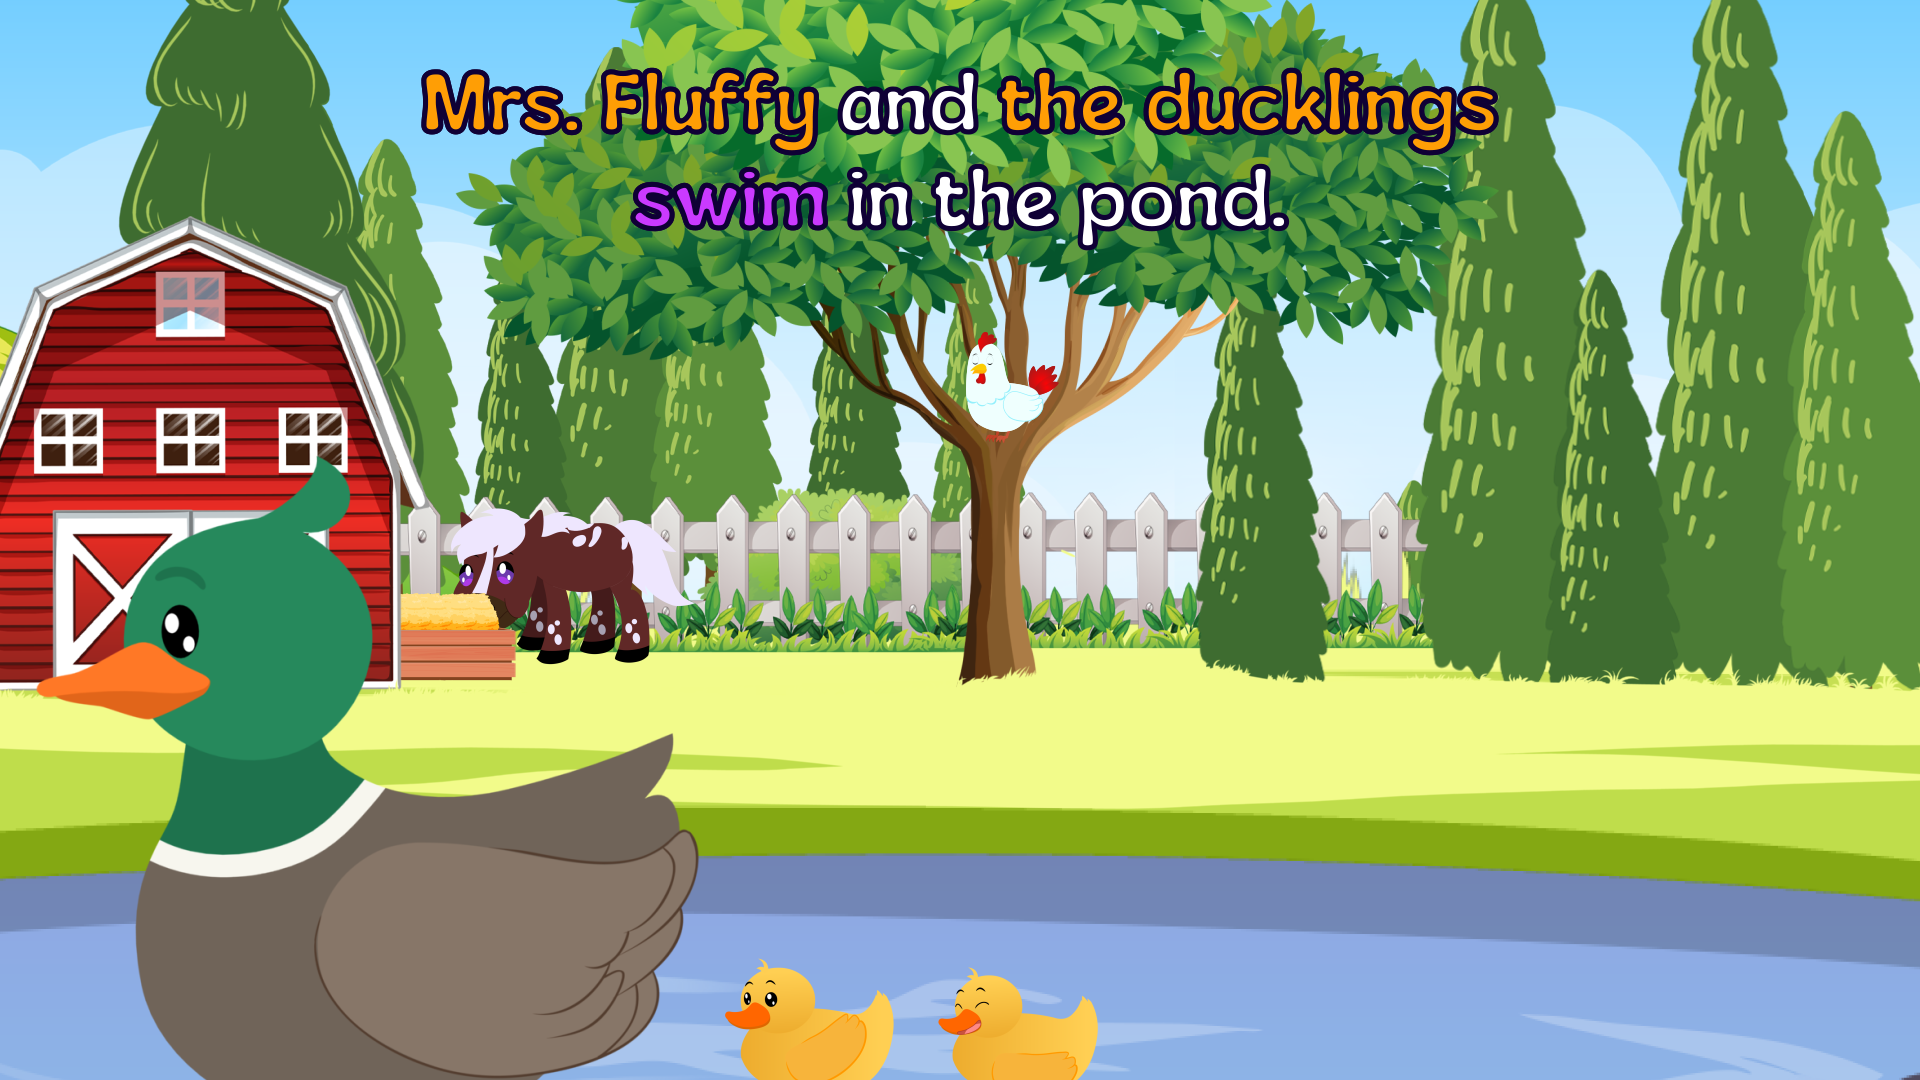 Mrs. Fluffy and the ducklings
swim in the pond.